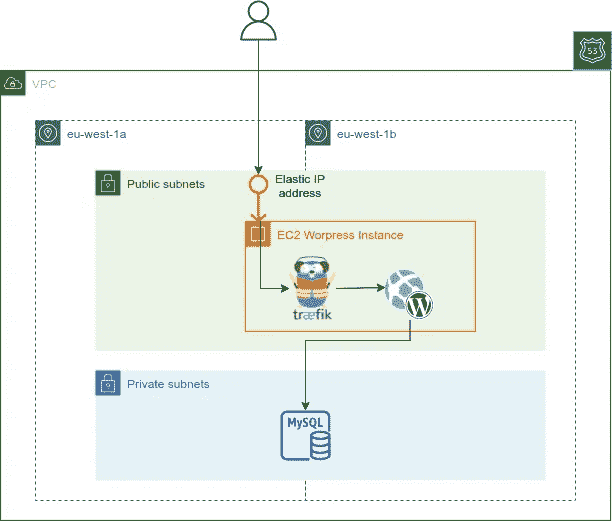 53
VPC
eu-west-1a
eu-west-1b
Public subnets
Elastic IP
address
EC2 Worpress Instance
træfik
W
Private subnets
MySQL